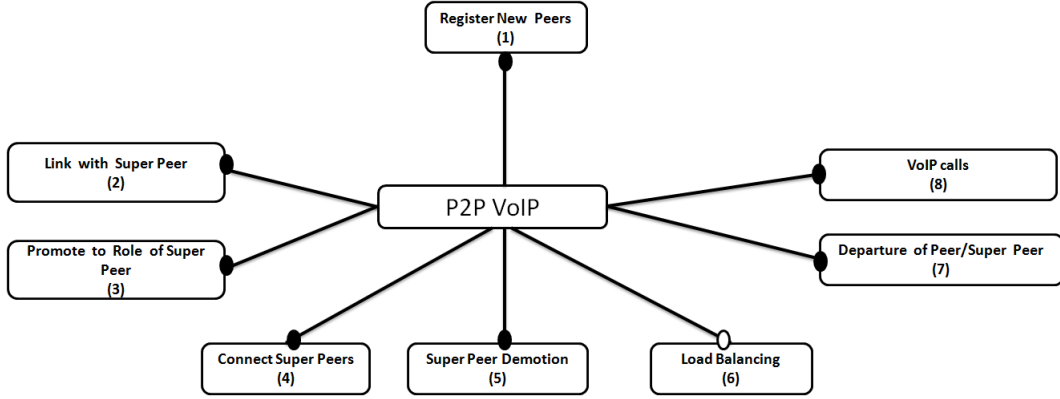 Register New Peers
(1)
Link with Super Peer
(2)
VoIP calls
(8)
P2P VoIP
Promote to Role of Super
Peer
(3)
Departure of Peer/Super Peer
(7)
Connect Super Peers
(4)
Super Peer Demotion
(5)
Load Balancing
(6)